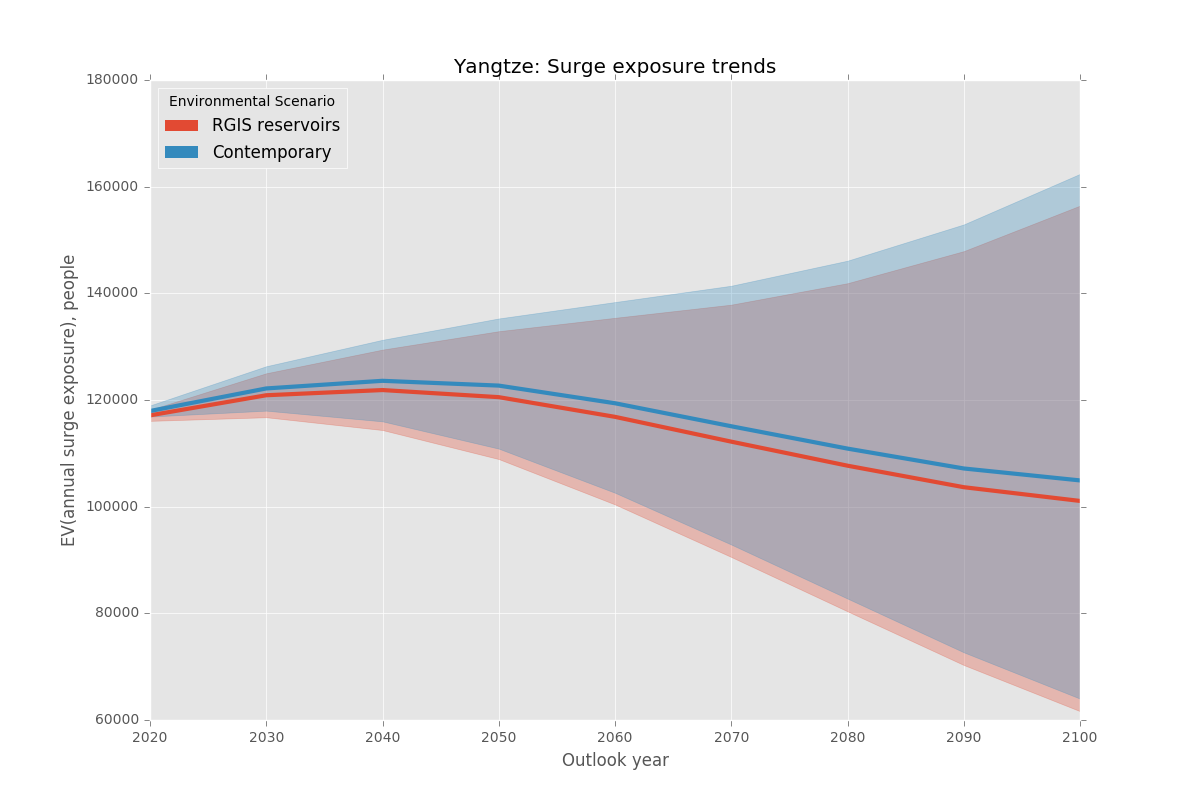 Yangtze: Surge exposure trends
180000
160000
140000
120000
100000
80000
60000
EV(annual surge exposure), people
Environmental Scenario
RGIS reservoirs
Contemporary
2020 2030 2040 2050 2060 2070 2080 2090 2100
Outlook year